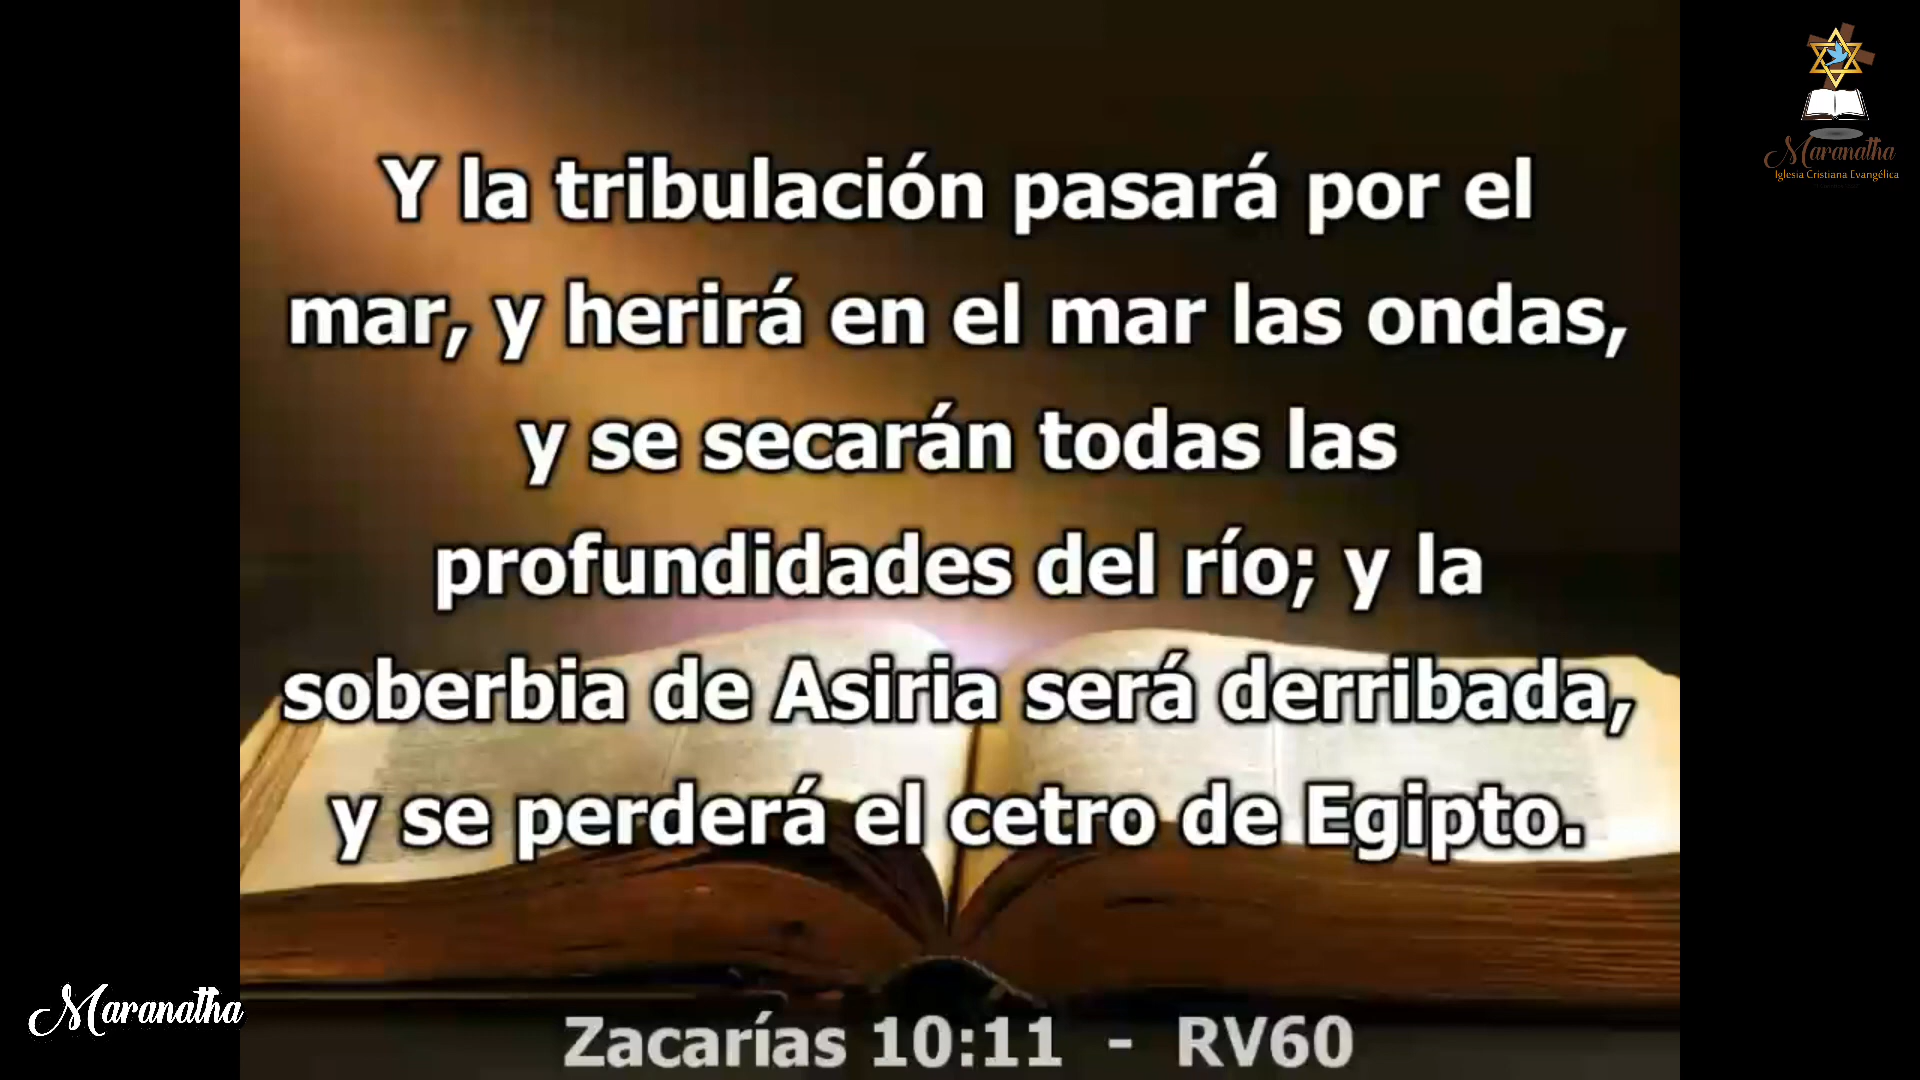 Maranatha
Iglesia Cristiana Evangélica
Y la tribulación pasará por el
mar, y herirá en el mar las ondas,
y se secarán todas las
profundidades del río; y la
soberbia de Asiria será derribada,
y se perderá el cetro de Egipto.
Maranatha
Zacarías 10:11 - RV60